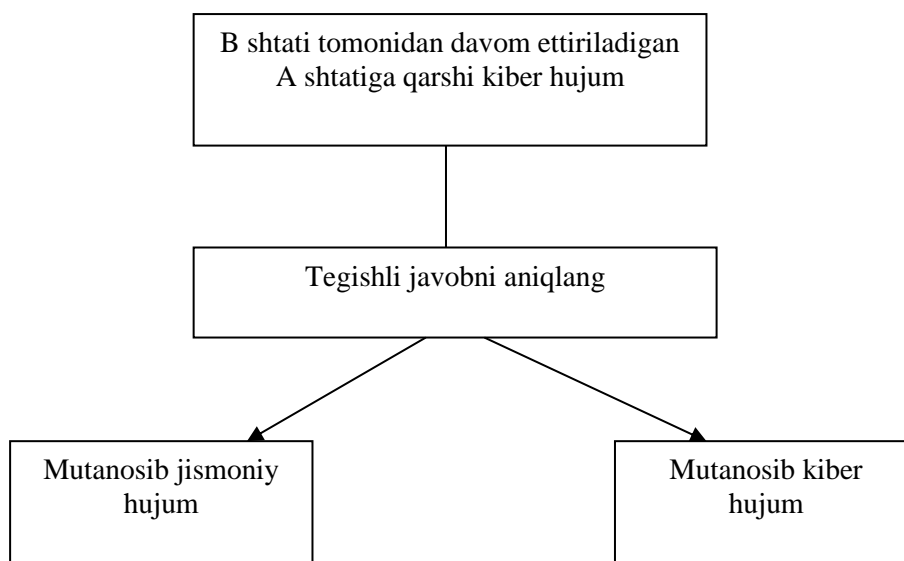 B shtati tomonidan davom ettiriladigan
A shtatiga qarshi kiber hujum
Tegishli javobni aniqlang
Mutanosib jismoniy
hujum
Mutanosib kiber
hujum